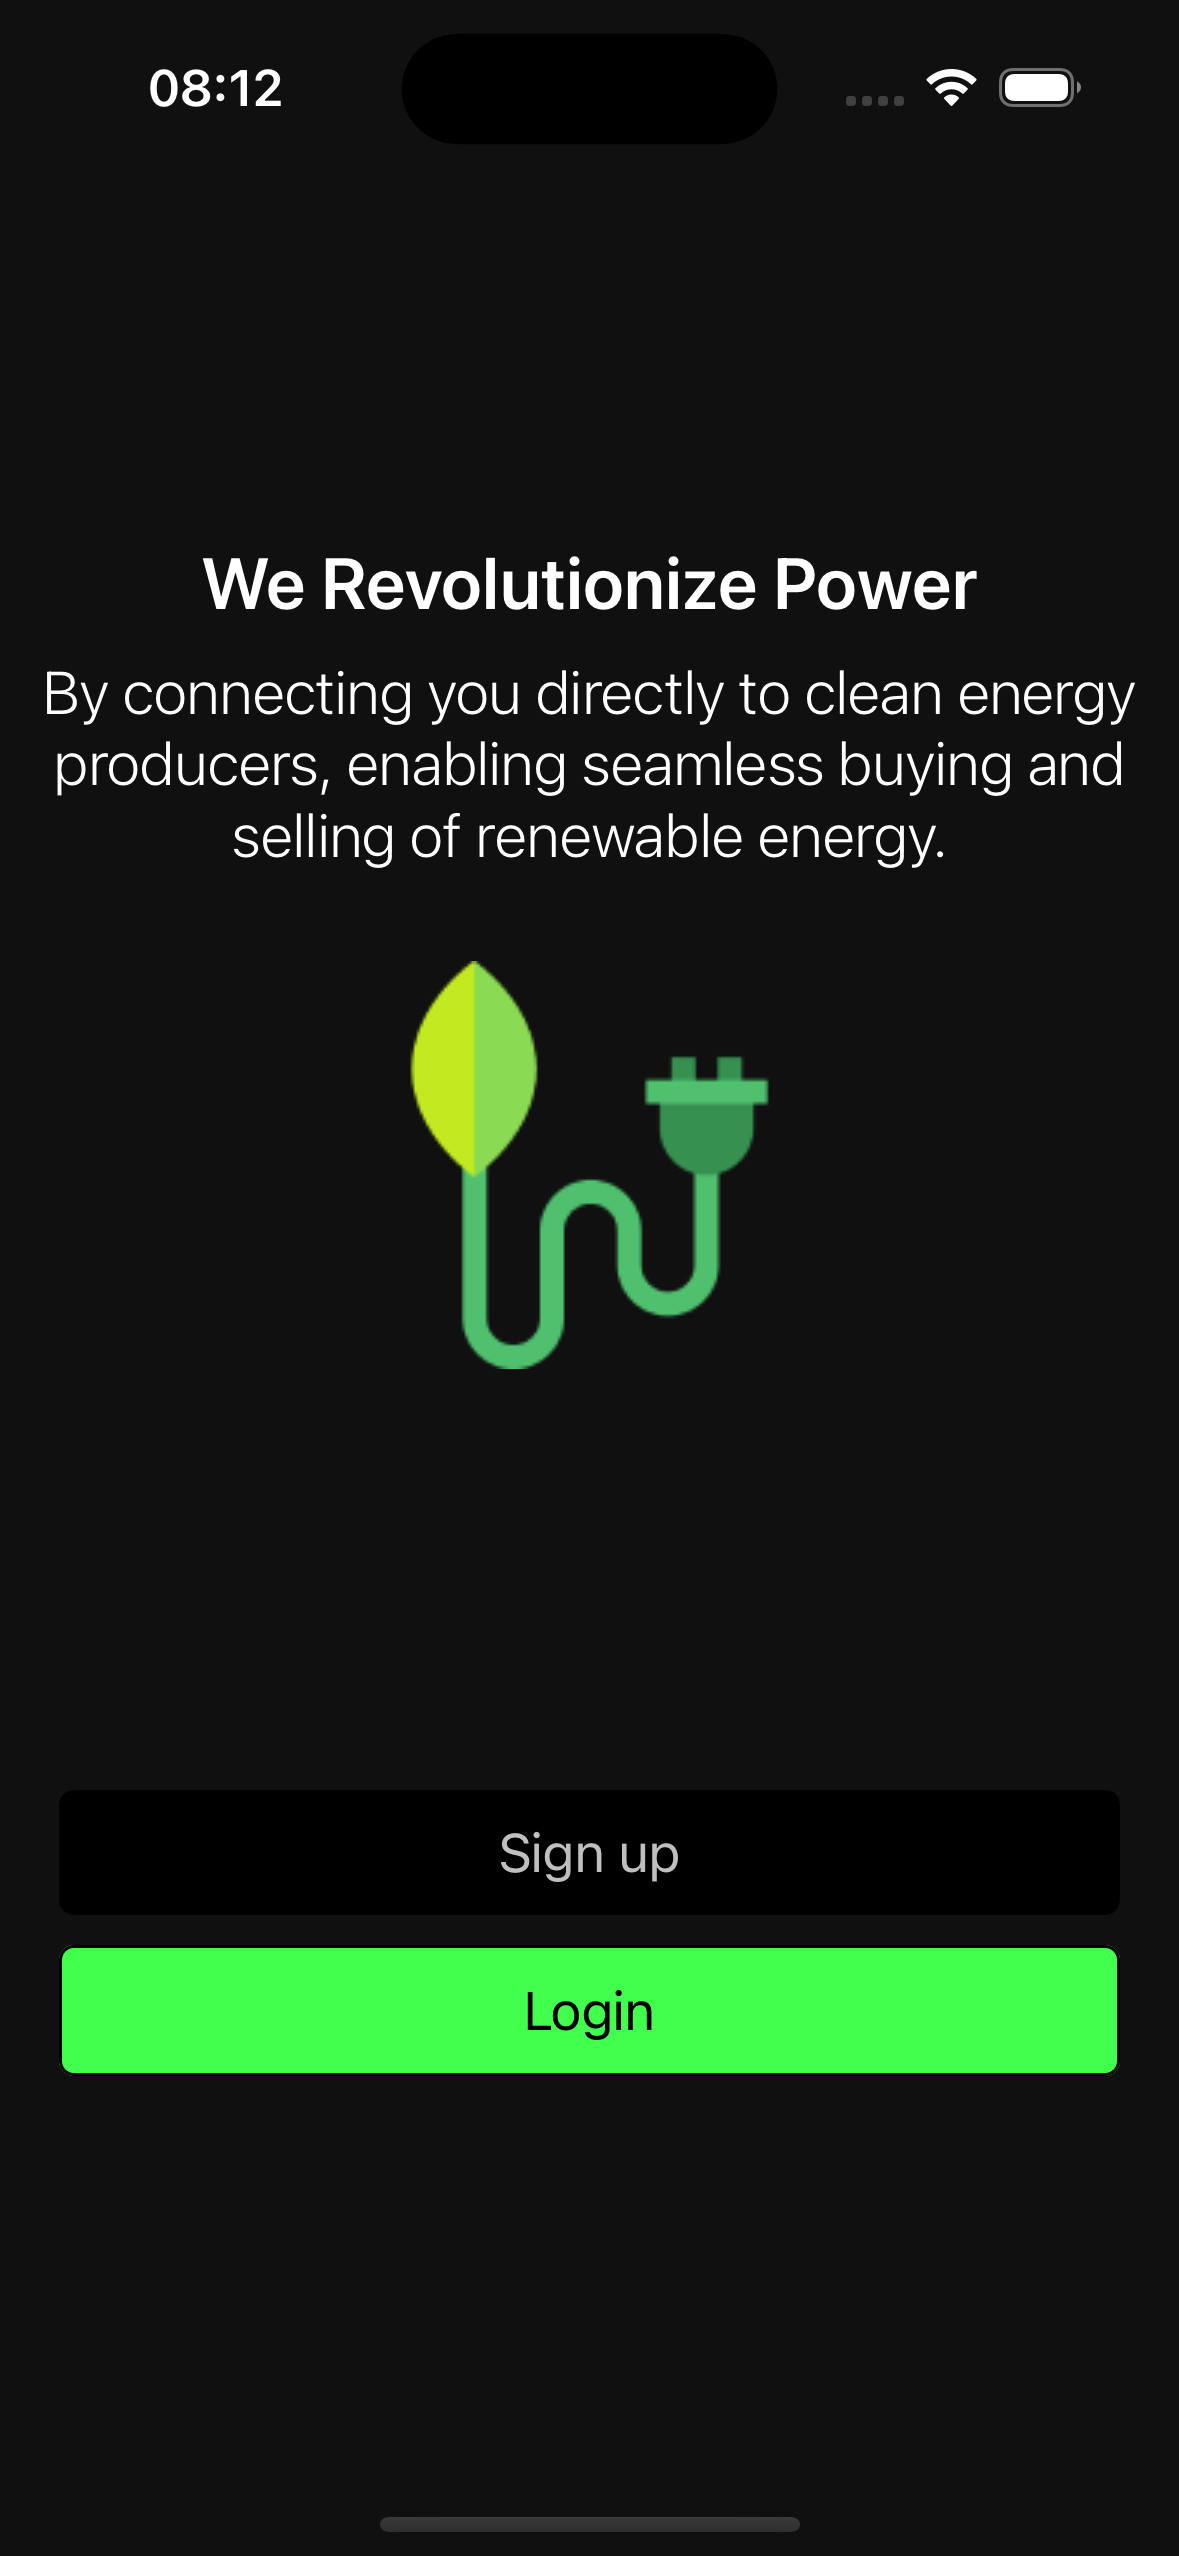 08:12
We Revolutionize Power
By connecting you directly to clean energy
producers, enabling seamless buying and
selling of renewable energy.
Sign up
Login